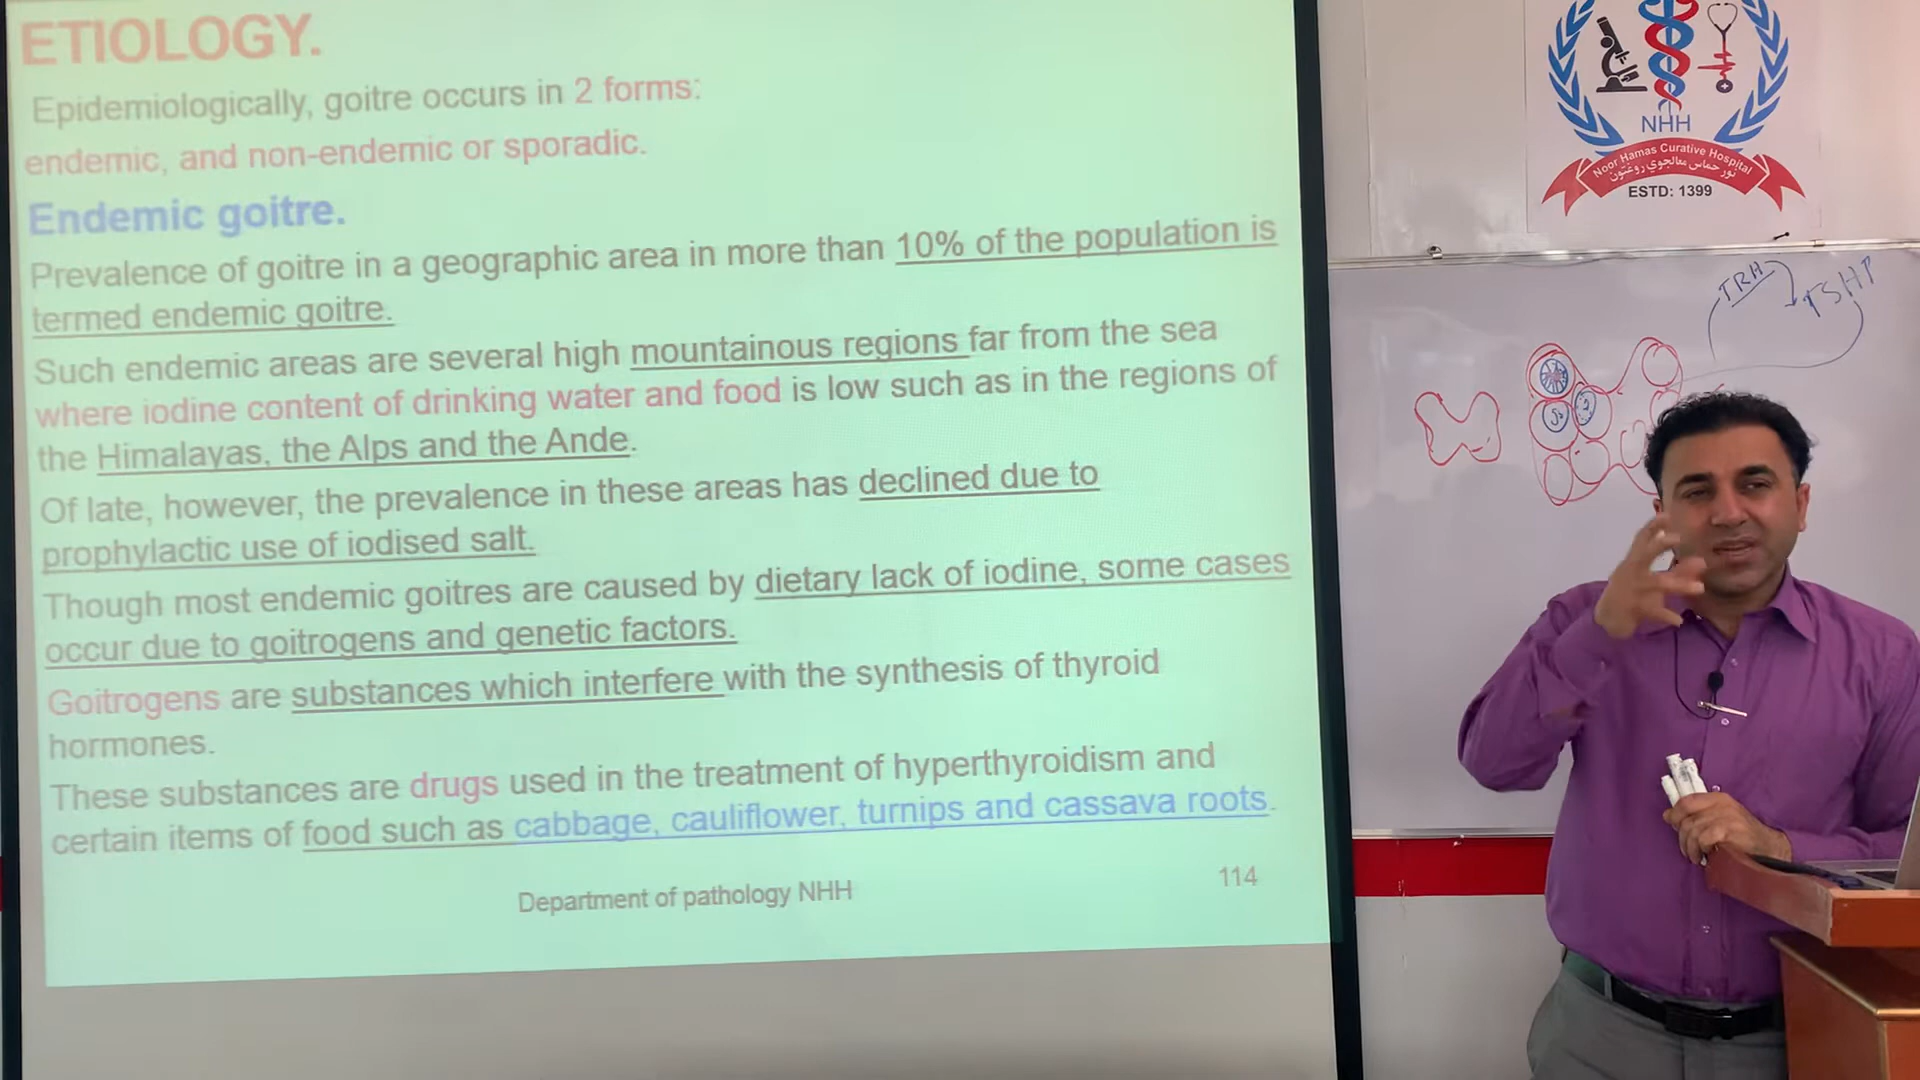 ETIOLOGY.
Epidemiologically, goitre occurs in 2 forms:
endemic, and non-endemic or sporadic.
Endemic goitre.
Prevalence of goitre in a geographic area in more than 10% of the population is
termed endemic goitre.
Such endemic areas are several high mountainous regions far from the sea
where iodine content of drinking water and food is low such as in the regions of
the Himalayas, the Alps and the Ande.
Of late, however, the prevalence in these areas has declined due to
prophylactic use of iodised salt.
Though most endemic goitres are caused by dietary lack of iodine, some cases
occur due to goitrogens and genetic factors.
Goitrogens are substances which interfere with the synthesis of thyroid
hormones.
These substances are drugs used in the treatment of hyperthyroidism and
certain items of food such as cabbage, cauliflower, turnips and cassava roots.
Department of pathology NHH
114
NHH
Noor Hamas Curative Hospital
نور حماس معالجوي روغتون
ESTD: 1399
TRH